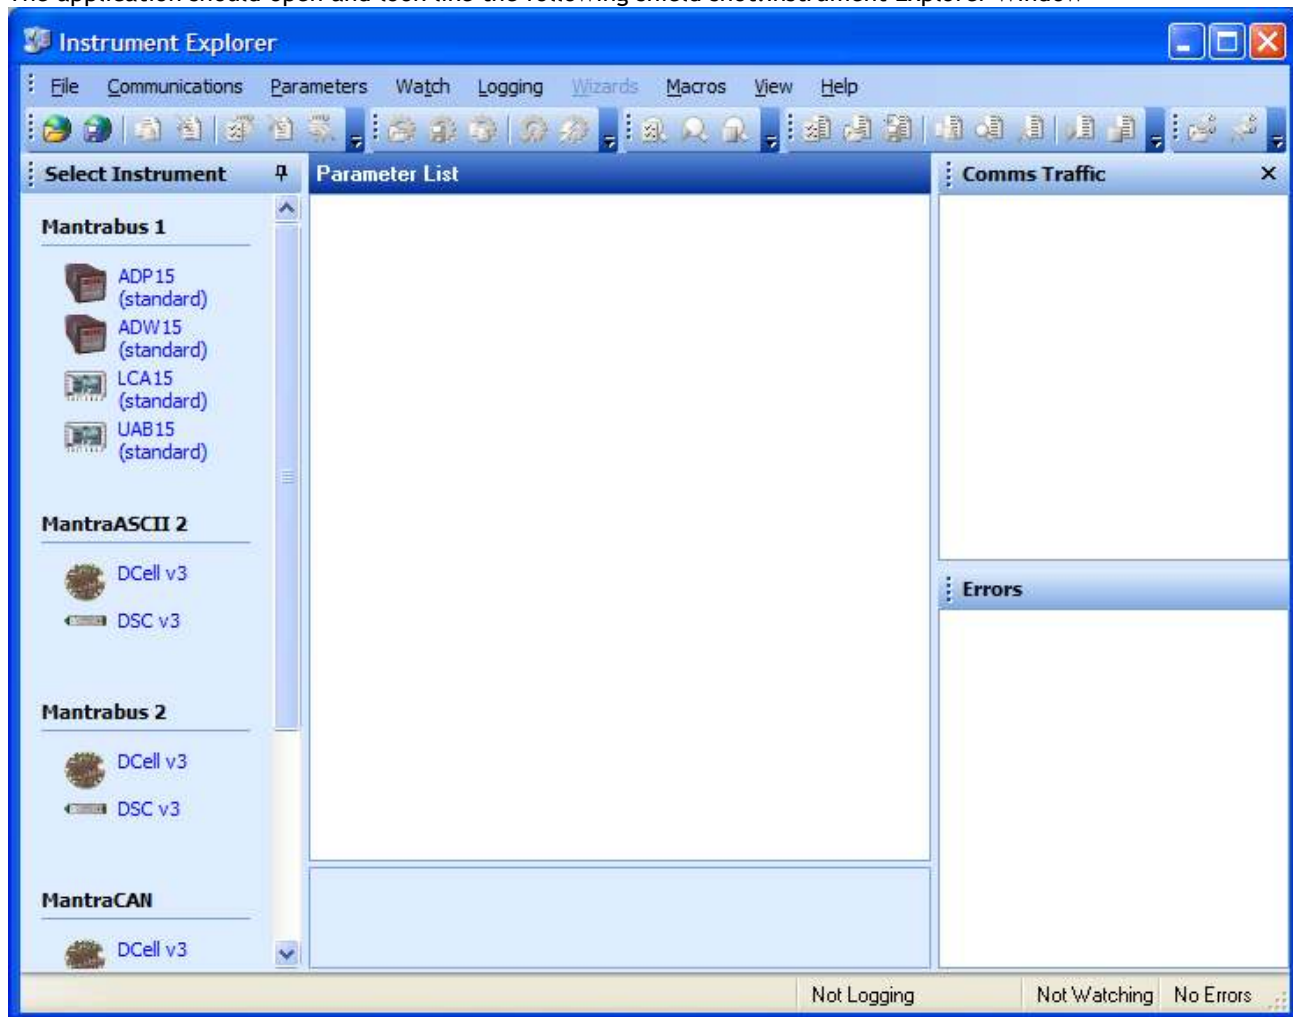 Instrument Explorer
File Communications Parameters Watch Logging Wizards Macros View Help
Select Instrument
Parameter List
Comms Traffic
Mantrabus 1
ADP15
(standard)
ADW15
(standard)
LCA15
(standard)
UAB15
(standard)
MantraASCII 2
DCell v3
DSC v3
Mantrabus 2
DCell v3
DSC v3
MantraCAN
DCell v3
Errors
Not Logging Not Watching No Errors